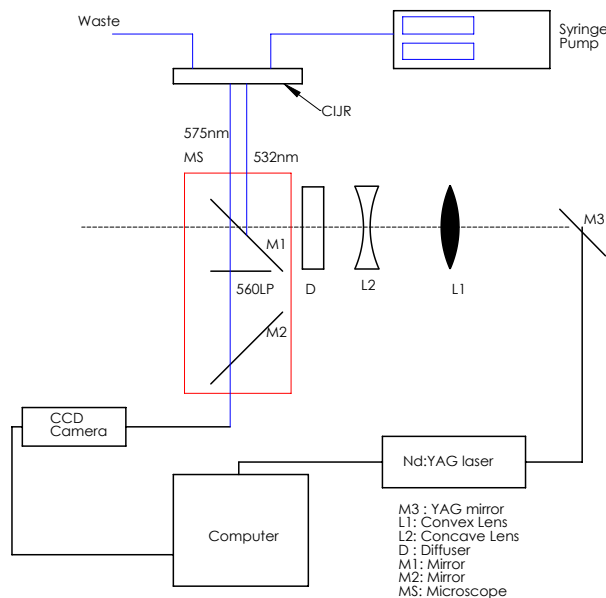 Waste
Syringe
Pump
CIJR
575nm
MS
532nm
M3
M1
560LP
D
L2
L1
M2
CCD
Camera
Nd:YAG laser
Computer
M3 : YAG mirror
L1: Convex Lens
L2: Concave Lens
D : Diffuser
M1: Mirror
M2: Mirror
MS: Microscope